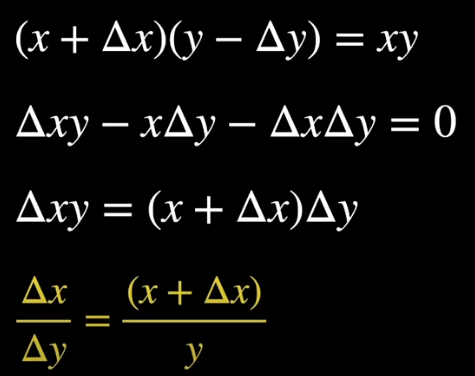 (x + Δx)(y − Δy) = xy
Δxy − xΔy − ΔxΔy = 0
Δxy = (x + Δx)Δy
Δx/Δy = (x + Δx)/y